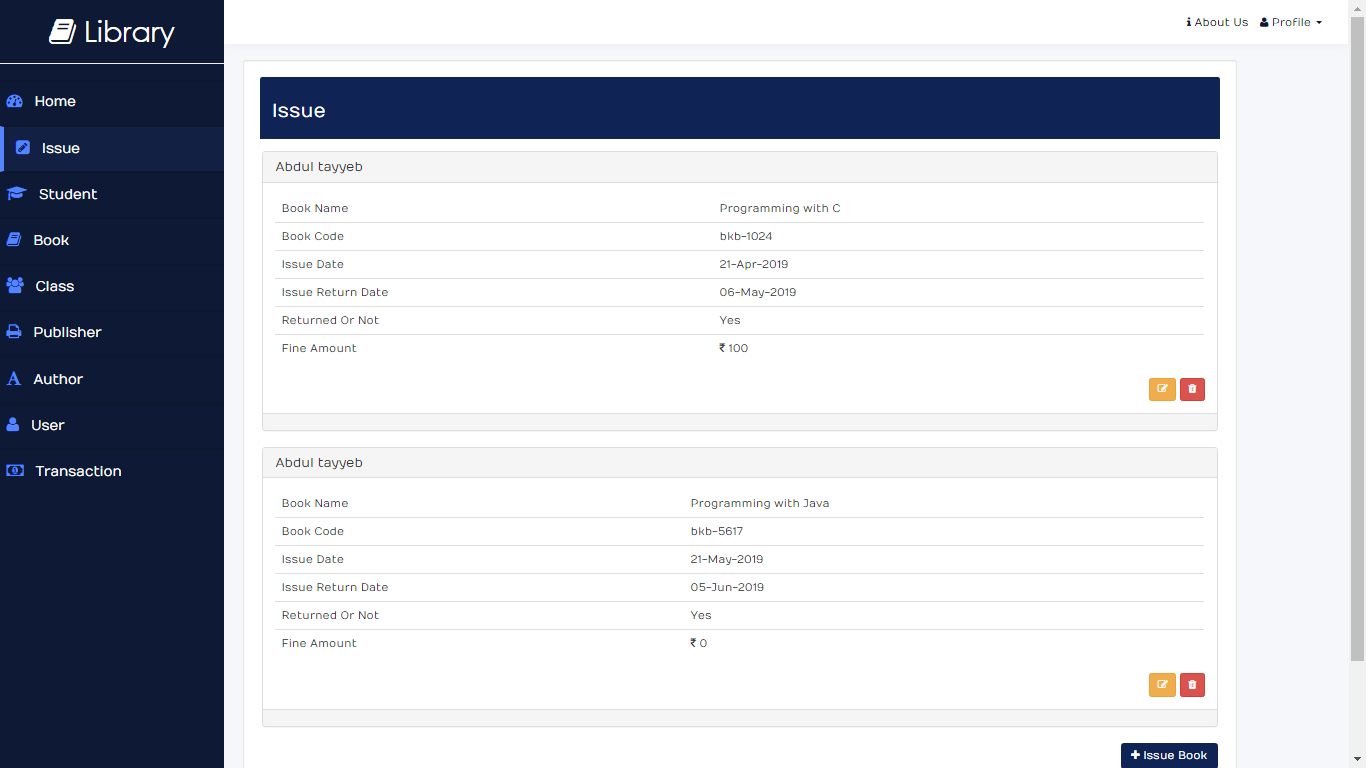 Library
About Us Profile
Home
Issue
Student
Book
Class
Publisher
Author
User
Transaction
Issue
Abdul tayyeb
Book Name Programming with C
Book Code bkb-1024
Issue Date 21-Apr-2019
Issue Return Date 06-May-2019
Returned Or Not Yes
Fine Amount ₹ 100
Abdul tayyeb
Book Name Programming with Java
Book Code bkb-5617
Issue Date 21-May-2019
Issue Return Date 05-Jun-2019
Returned Or Not Yes
Fine Amount ₹ 0
Issue Book